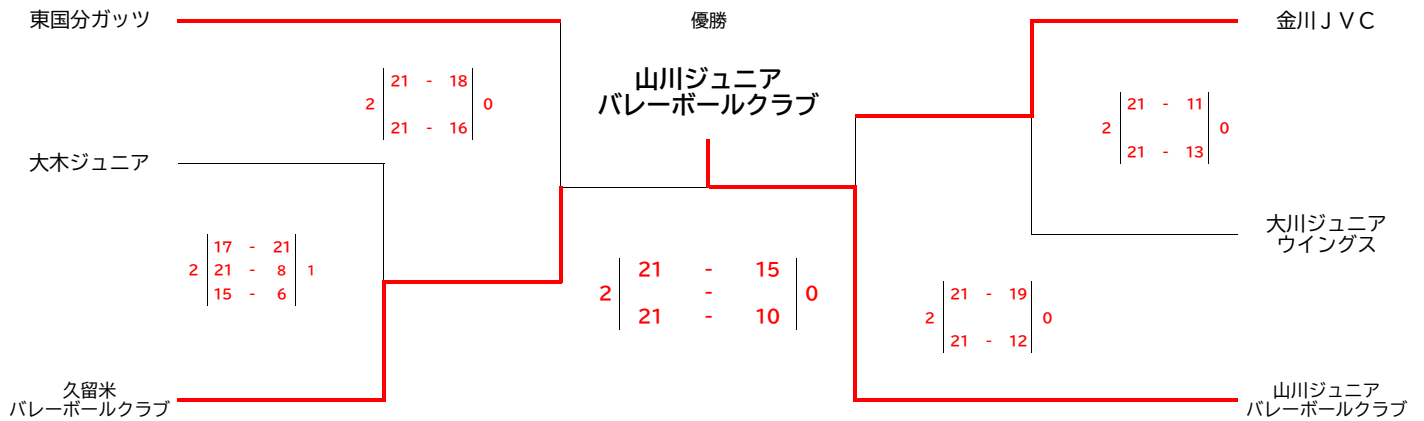 東国分ガッツ
優勝
金川ＪＶＣ
山川ジュニア
バレーボールクラブ
21 - 18
2 0
21 - 16
21 - 11
2 0
21 - 13
大木ジュニア
大川ジュニア
ウイングス
17 - 21
2 21 - 8 1
15 - 6
21 - 15
2 - 0
21 - 10
21 - 19
2 0
21 - 12
久留米
バレーボールクラブ
山川ジュニア
バレーボールクラブ